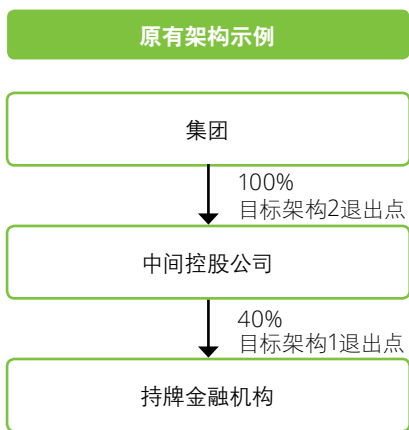 原有架构示例
集团
100%
目标架构2退出点
中间控股公司
40%
目标架构1退出点
持牌金融机构